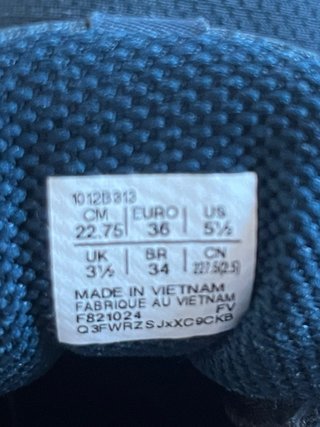 1012B313
CM EURO US
22.75 36 5½
UK BR CN
3½ 34 227.5(2.5)
MADE IN VIETNAM
FABRIQUE AU VIETNAM
F821024 FV
Q3FWRZSJxXC9CKB